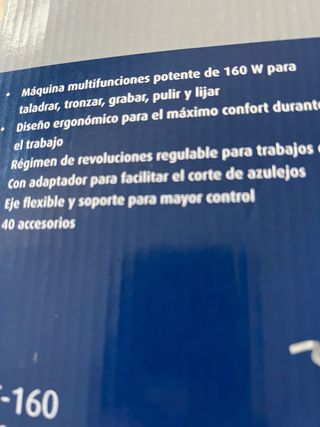 • Máquina multifunciones potente de 160 W para
taladrar, tronzar, grabar, pulir y lijar
• Diseño ergonómico para el máximo confort durante
el trabajo
Régimen de revoluciones regulable para trabajos
Con adaptador para facilitar el corte de azulejos
Eje flexible y soporte para mayor control
40 accesorios
-160